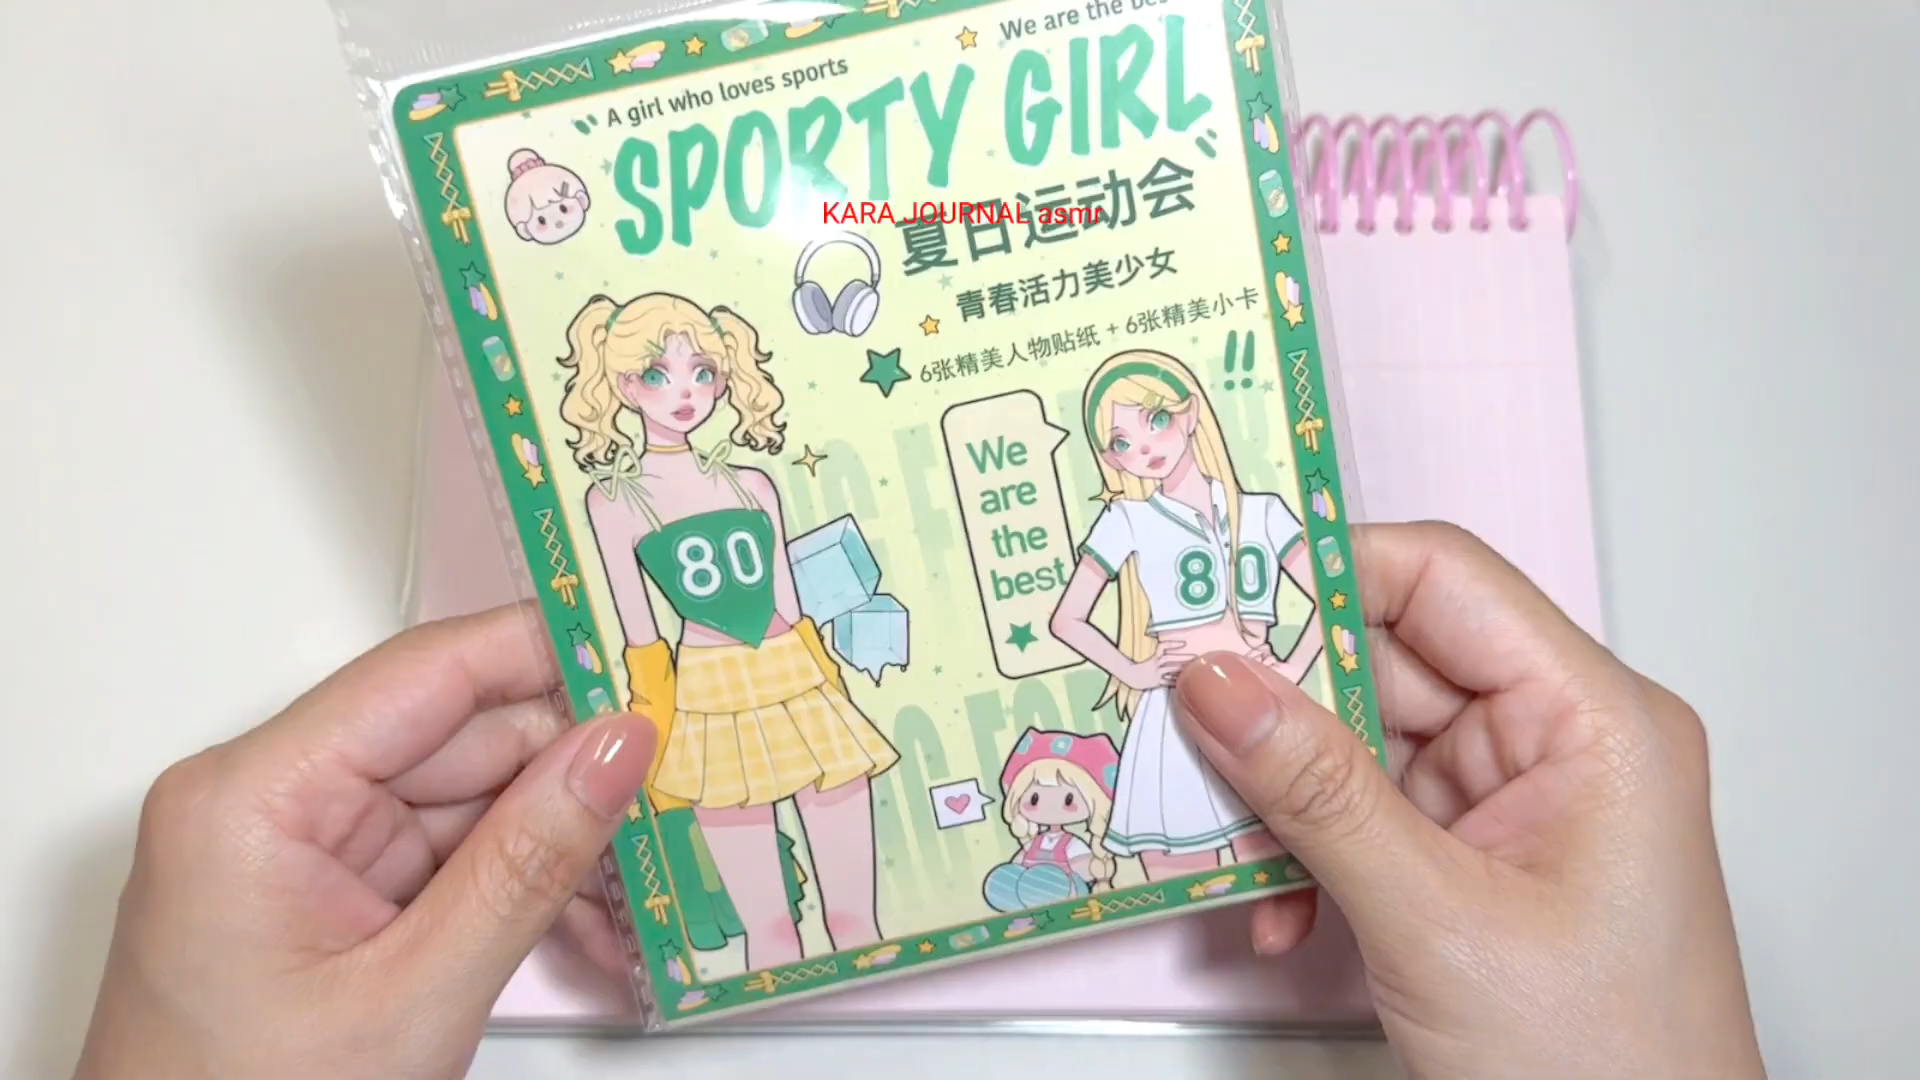 We are the bes
A girl who loves sports
SPORTY GIRL
KARA JOURNAL asmr
夏日运动会
青春活力美少女
6张精美人物贴纸 + 6张精美小卡
!!
We
are
the
best
80
80